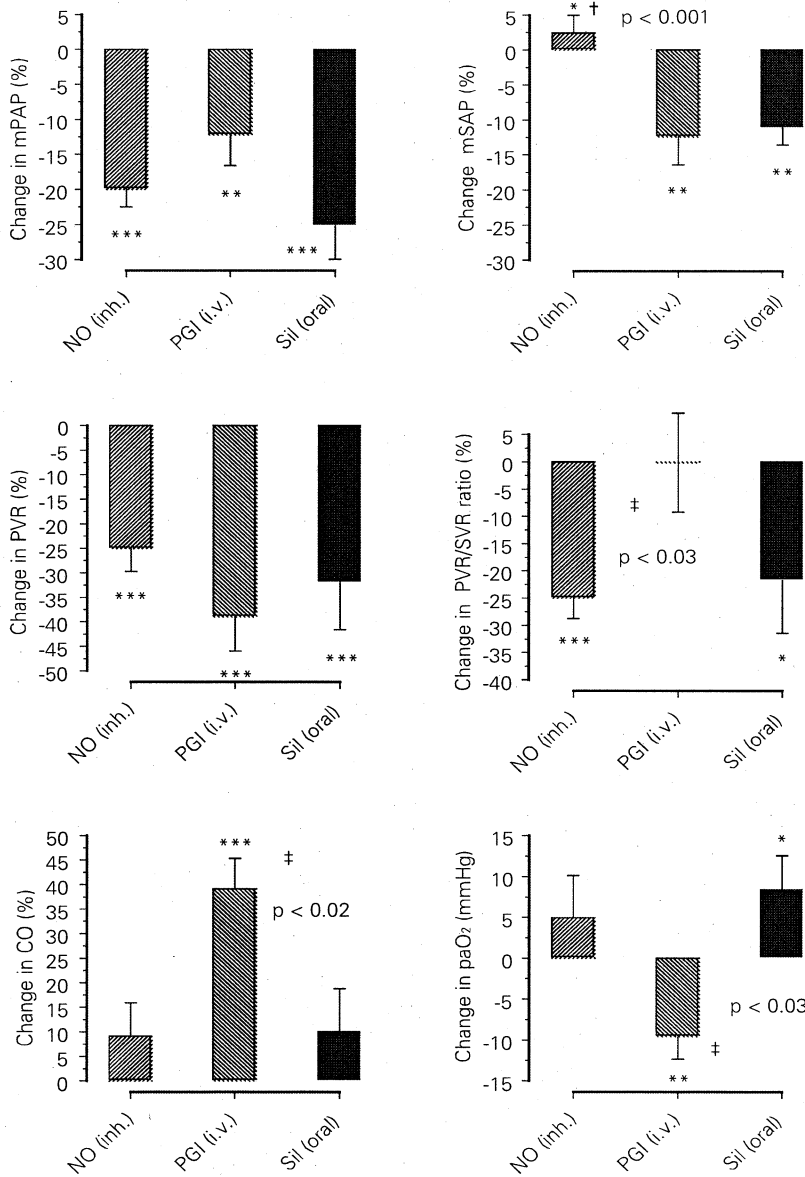 Change in mPAP (%)
5
0
-5
-10
-15
-20
-25
-30
***
**
***
NO (inh.)
PGI (i.v.)
Sil (oral)
Change mSAP (%)
5
0
-5
-10
-15
-20
-25
-30
* †
p < 0.001
**
**
NO (inh.)
PGI (i.v.)
Sil (oral)
Change in PVR (%)
0
-5
-10
-15
-20
-25
-30
-35
-40
-45
-50
***
***
***
NO (inh.)
PGI (i.v.)
Sil (oral)
Change in PVR/SVR ratio (%)
5
0
-5
-10
-15
-20
-25
-30
-35
-40
‡
p < 0.03
***
*
NO (inh.)
PGI (i.v.)
Sil (oral)
Change in CO (%)
50
45
40
35
30
25
20
15
10
5
0
*** ‡
p < 0.02
NO (inh.)
PGI (i.v.)
Sil (oral)
Change in paO₂ (mmHg)
15
10
5
0
-5
-10
-15
*
p < 0.03
‡
**
NO (inh.)
PGI (i.v.)
Sil (oral)